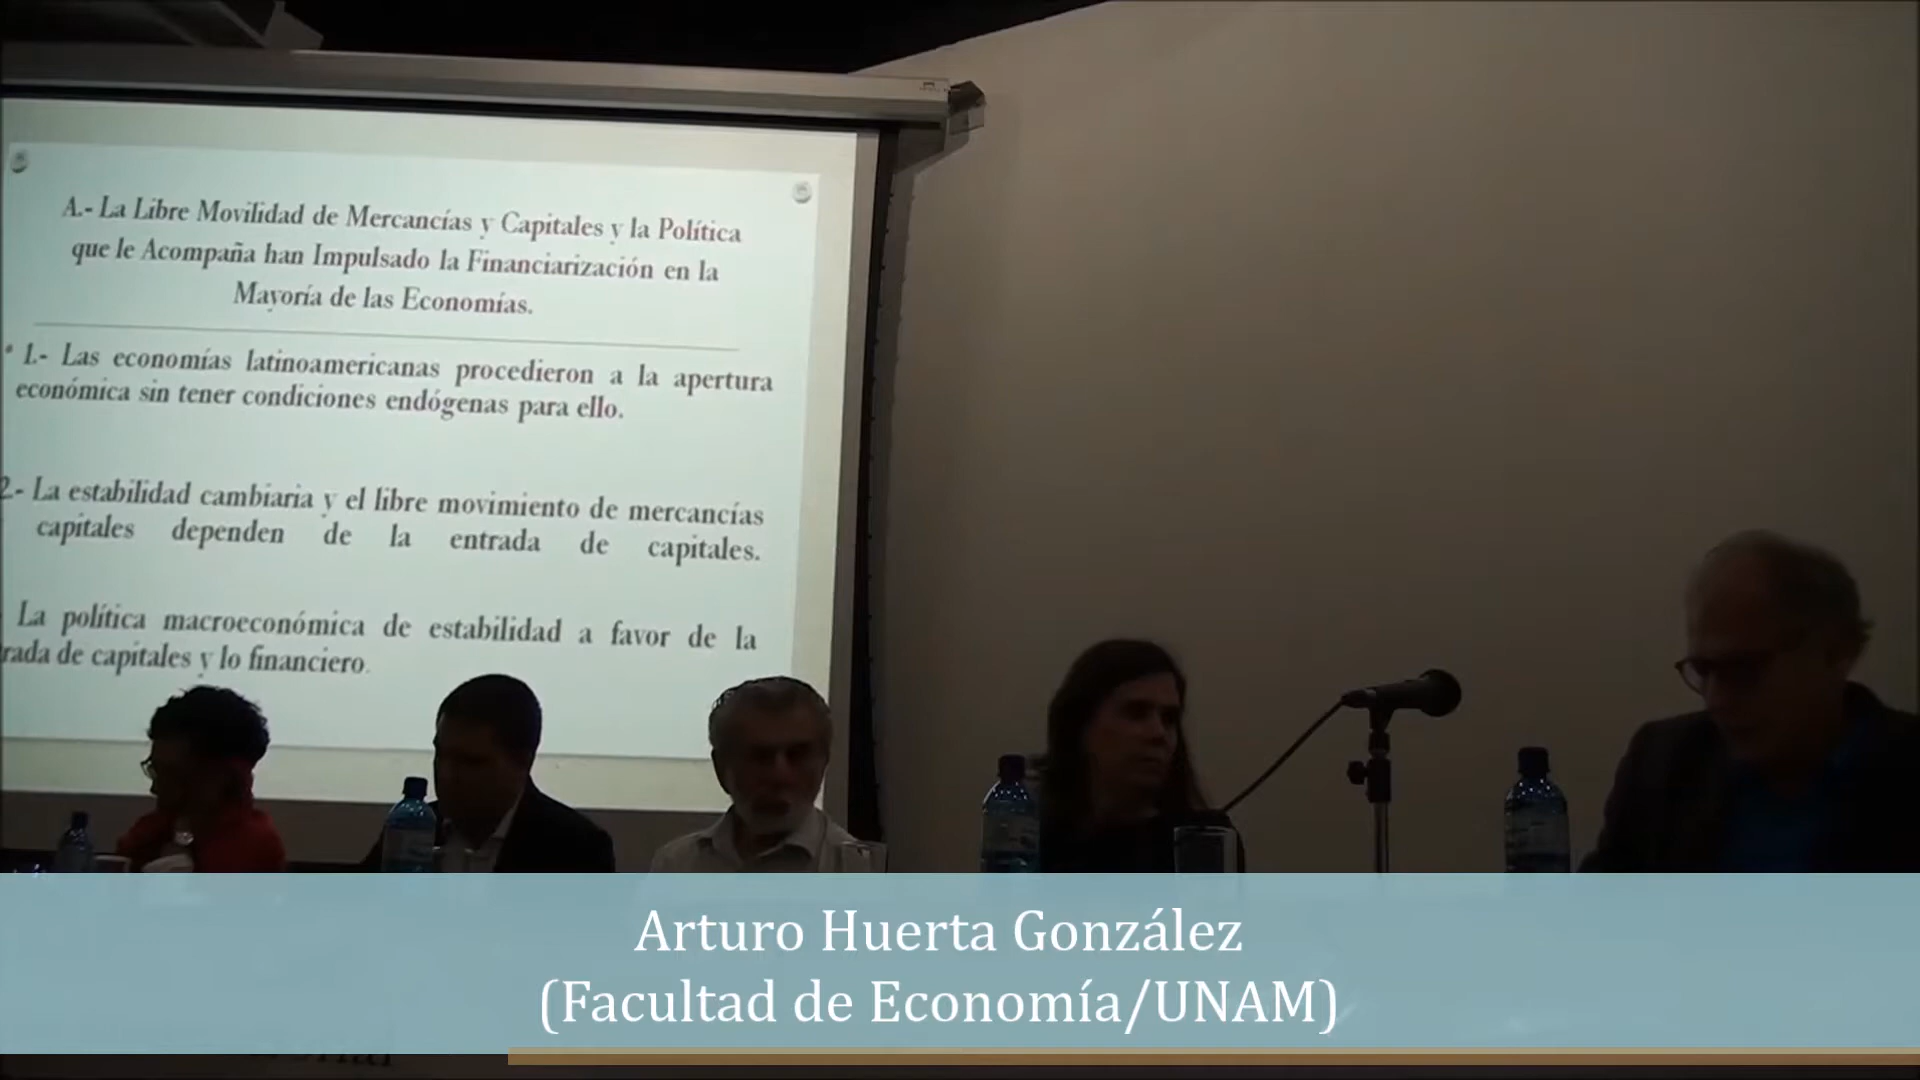 A.- La Libre Movilidad de Mercancías y Capitales y la Política
que le Acompaña han Impulsado la Financiarización en la
Mayoría de las Economías.
1.- Las economías latinoamericanas procedieron a la apertura
económica sin tener condiciones endógenas para ello.
2.- La estabilidad cambiaria y el libre movimiento de mercancías
capitales dependen de la entrada de capitales.
La política macroeconómica de estabilidad a favor de la
rada de capitales y lo financiero.
Arturo Huerta González
(Facultad de Economía/UNAM)